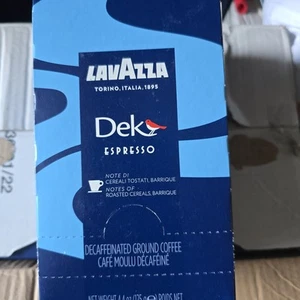 LAVAZZA
TORINO, ITALIA, 1895
Dek
ESPRESSO
NOTE DI
CEREALI TOSTATI, BARRIQUE
NOTES OF
ROASTED CEREALS, BARRIQUE
DECAFFEINATED GROUND COFFEE
CAFÉ MOULU DÉCAFÉINÉ
/22